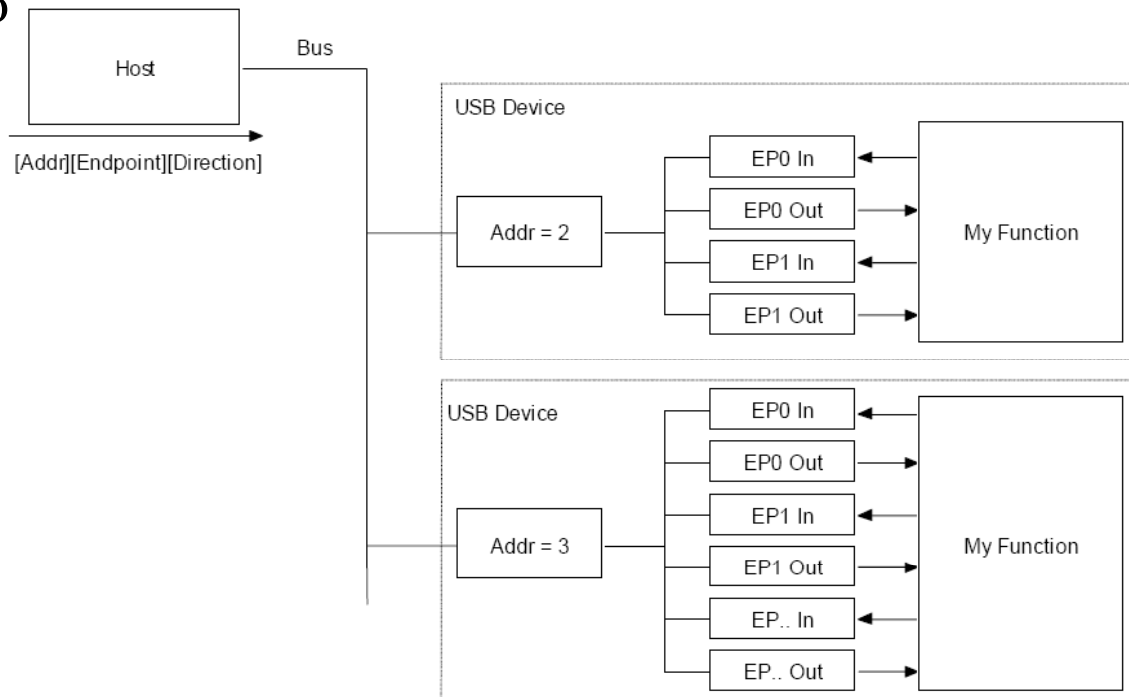 Host
Bus
[Addr][Endpoint][Direction]
USB Device
Addr = 2
EP0 In
EP0 Out
EP1 In
EP1 Out
My Function
USB Device
Addr = 3
EP0 In
EP0 Out
EP1 In
EP1 Out
EP.. In
EP.. Out
My Function